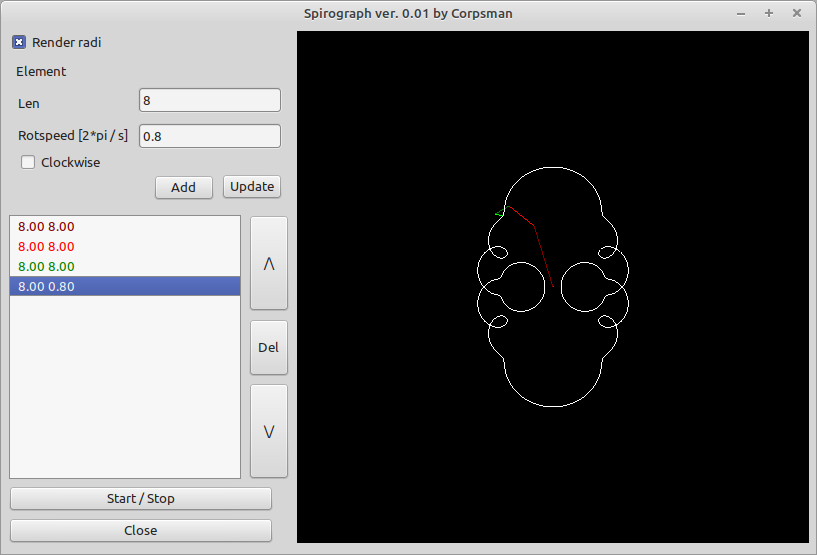 Spirograph ver. 0.01 by Corpsman
Render radi
Element
Len
8
Rotspeed [2*pi / s]
0.8
Clockwise
Add
Update
8.00 8.00
8.00 8.00
8.00 8.00
8.00 0.80
/\
Del
\/
Start / Stop
Close